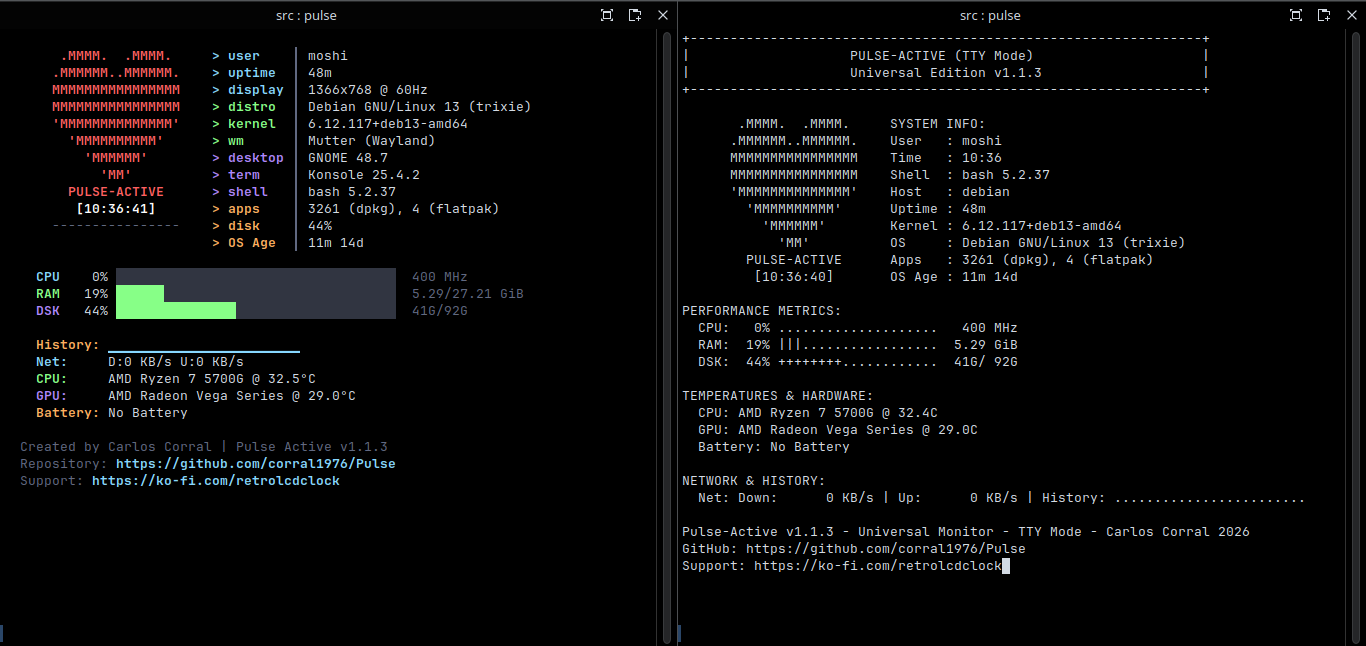 src : pulse
.MMMM.  .MMMM.    > user    │ moshi
.MMMMMM..MMMMMM.    > uptime  │ 48m
MMMMMMMMMMMMMMMM    > display │ 1366x768 @ 60Hz
MMMMMMMMMMMMMMMM    > distro  │ Debian GNU/Linux 13 (trixie)
'MMMMMMMMMMMMMM'    > kernel  │ 6.12.117+deb13-amd64
'MMMMMMMMMM'      > wm      │ Mutter (Wayland)
'MMMMMM'        > desktop │ GNOME 48.7
'MM'          > term    │ Konsole 25.4.2
PULSE-ACTIVE      > shell   │ bash 5.2.37
[10:36:41]       > apps    │ 3261 (dpkg), 4 (flatpak)
----------------    > disk    │ 44%
> OS Age  │ 11m 14d
CPU    0%    400 MHz
RAM   19%    5.29/27.21 GiB
DSK   44%    41G/92G
History: ________________________
Net:     D:0 KB/s U:0 KB/s
CPU:     AMD Ryzen 7 5700G @ 32.5°C
GPU:     AMD Radeon Vega Series @ 29.0°C
Battery: No Battery
Created by Carlos Corral | Pulse Active v1.1.3
Repository: https://github.com/corral1976/Pulse
Support: https://ko-fi.com/retrolcdclock
src : pulse
+----------------------------------------------------------------+
|                    PULSE-ACTIVE (TTY Mode)                     |
|                    Universal Edition v1.1.3                    |
+----------------------------------------------------------------+
.MMMM.  .MMMM.     SYSTEM INFO:
.MMMMMM..MMMMMM.    User   : moshi
MMMMMMMMMMMMMMMM    Time   : 10:36
MMMMMMMMMMMMMMMM    Shell  : bash 5.2.37
'MMMMMMMMMMMMMM'    Host   : debian
'MMMMMMMMMM'      Uptime : 48m
'MMMMMM'        Kernel : 6.12.117+deb13-amd64
'MM'          OS     : Debian GNU/Linux 13 (trixie)
PULSE-ACTIVE      Apps   : 3261 (dpkg), 4 (flatpak)
[10:36:40]       OS Age : 11m 14d
PERFORMANCE METRICS:
CPU:   0% ....................   400 MHz
RAM:  19% |||.................  5.29 GiB
DSK:  44% ++++++++............  41G/ 92G
TEMPERATURES & HARDWARE:
CPU: AMD Ryzen 7 5700G @ 32.4C
GPU: AMD Radeon Vega Series @ 29.0C
Battery: No Battery
NETWORK & HISTORY:
Net: Down:      0 KB/s | Up:      0 KB/s | History: ........................
Pulse-Active v1.1.3 - Universal Monitor - TTY Mode - Carlos Corral 2026
GitHub: https://github.com/corral1976/Pulse
Support: https://ko-fi.com/retrolcdclock